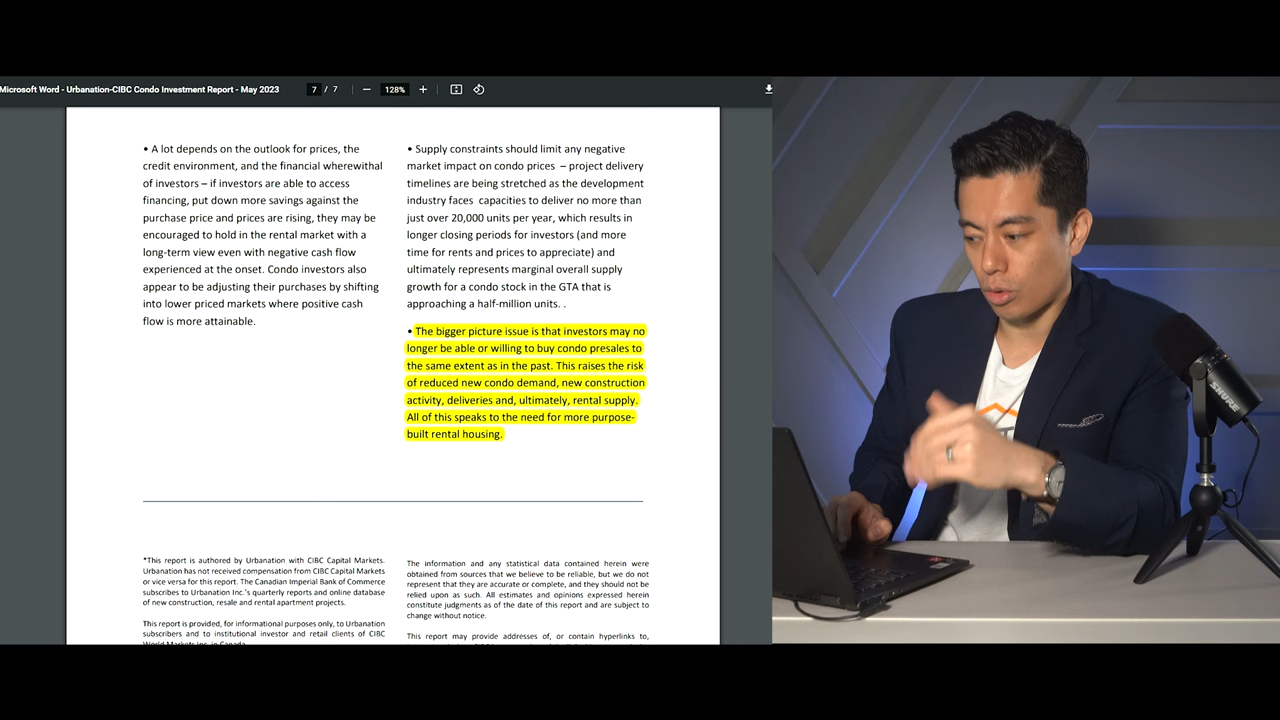 Microsoft Word - Urbanation-CIBC Condo Investment Report - May 2023
7 / 7
128%
• A lot depends on the outlook for prices, the
credit environment, and the financial wherewithal
of investors – if investors are able to access
financing, put down more savings against the
purchase price and prices are rising, they may be
encouraged to hold in the rental market with a
long-term view even with negative cash flow
experienced at the onset. Condo investors also
appear to be adjusting their purchases by shifting
into lower priced markets where positive cash
flow is more attainable.
• Supply constraints should limit any negative
market impact on condo prices – project delivery
timelines are being stretched as the development
industry faces capacities to deliver no more than
just over 20,000 units per year, which results in
longer closing periods for investors (and more
time for rents and prices to appreciate) and
ultimately represents marginal overall supply
growth for a condo stock in the GTA that is
approaching a half-million units. .
• The bigger picture issue is that investors may no
longer be able or willing to buy condo presales to
the same extent as in the past. This raises the risk
of reduced new condo demand, new construction
activity, deliveries and, ultimately, rental supply.
All of this speaks to the need for more purpose-
built rental housing.
*This report is authored by Urbanation with CIBC Capital Markets.
Urbanation has not received compensation from CIBC Capital Markets
or vice versa for this report. The Canadian Imperial Bank of Commerce
subscribes to Urbanation Inc.'s quarterly reports and online database
of new construction, resale and rental apartment projects.
This report is provided, for informational purposes only, to Urbanation
subscribers and to institutional investor and retail clients of CIBC
World Markets Inc. in Canada.
The information and any statistical data contained herein were
obtained from sources that we believe to be reliable, but we do not
represent that they are accurate or complete, and they should not be
relied upon as such. All estimates and opinions expressed herein
constitute judgments as of the date of this report and are subject to
change without notice.
This report may provide addresses of, or contain hyperlinks to,
SHURE